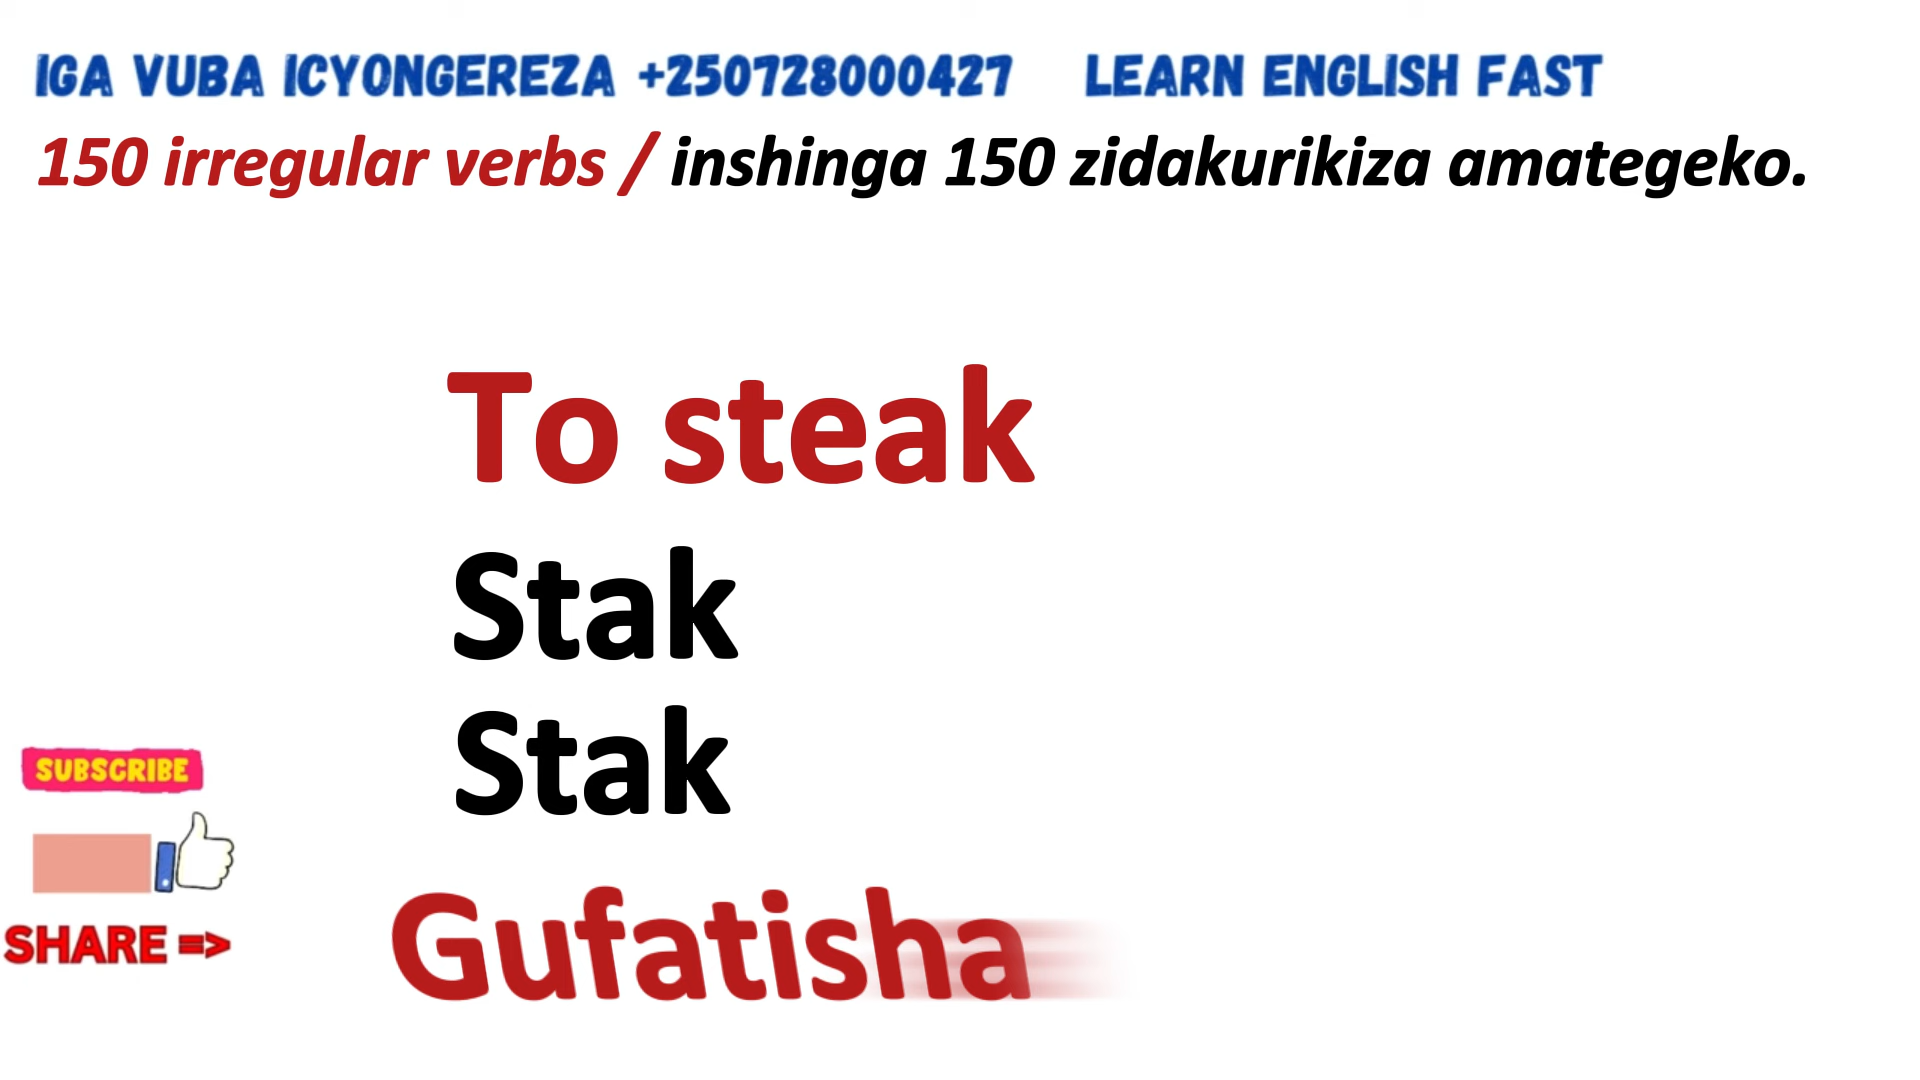 IGA VUBA ICYONGEREZA +250728000427 LEARN ENGLISH FAST
150 irregular verbs / inshinga 150 zidakurikiza amategeko.
To steak
Stak
Stak
SUBSCRIBE
SHARE =>
Gufatisha